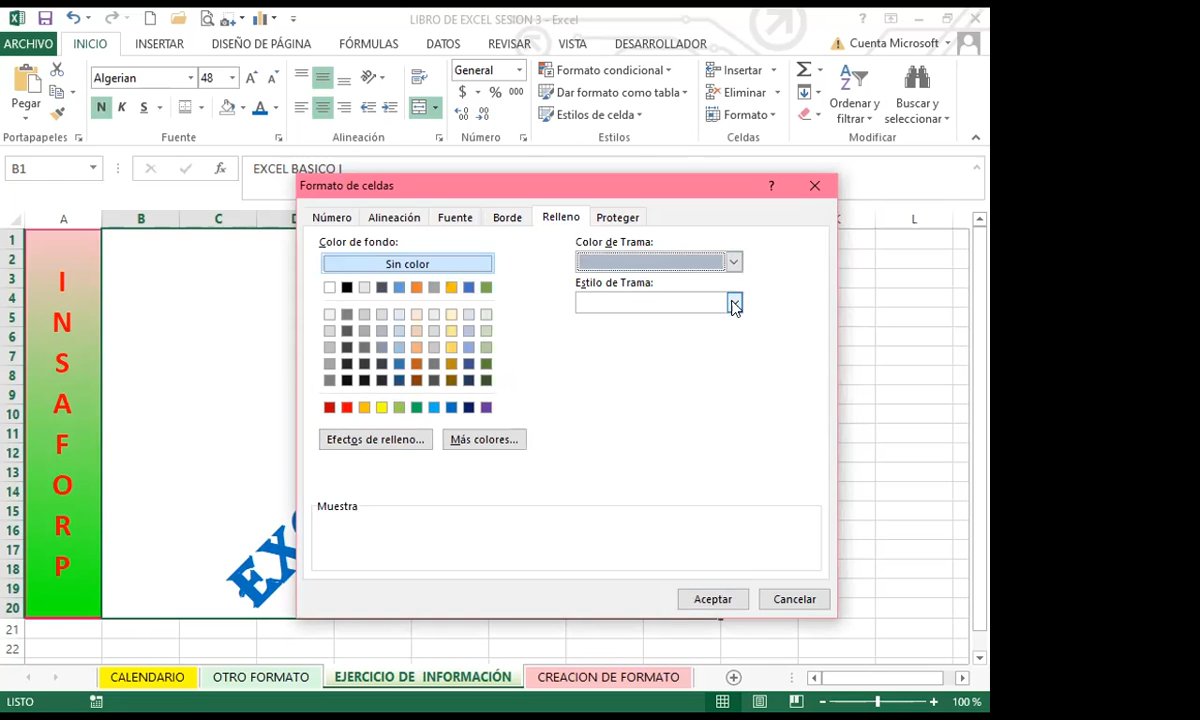 LIBRO DE EXCEL SESION 3 - Excel
?
ARCHIVO INICIO INSERTAR DISEÑO DE PÁGINA FÓRMULAS DATOS REVISAR VISTA DESARROLLADOR Cuenta Microsoft
Pegar
Algerian 48 A A
N K S A
General
$ % 000
Formato condicional
Dar formato como tabla
Estilos de celda
Insertar
Eliminar
Formato
Ordenar y filtrar
Buscar y seleccionar
Portapapeles Fuente Alineación Número Estilos Celdas Modificar
B1 fx EXCEL BASICO I
Formato de celdas ?
Número Alineación Fuente Borde Relleno Proteger
Color de fondo:
Sin color
Color de Trama:
Estilo de Trama:
Efectos de relleno... Más colores...
Muestra
Aceptar Cancelar
A B C D K L
1
2
3
4
5
6
7
8
9
10
11
12
13
14
15
16
17
18
19
20
21
22
I
N
S
A
F
O
R
P
EXC
CALENDARIO OTRO FORMATO EJERCICIO DE INFORMACIÓN CREACION DE FORMATO
LISTO 100 %